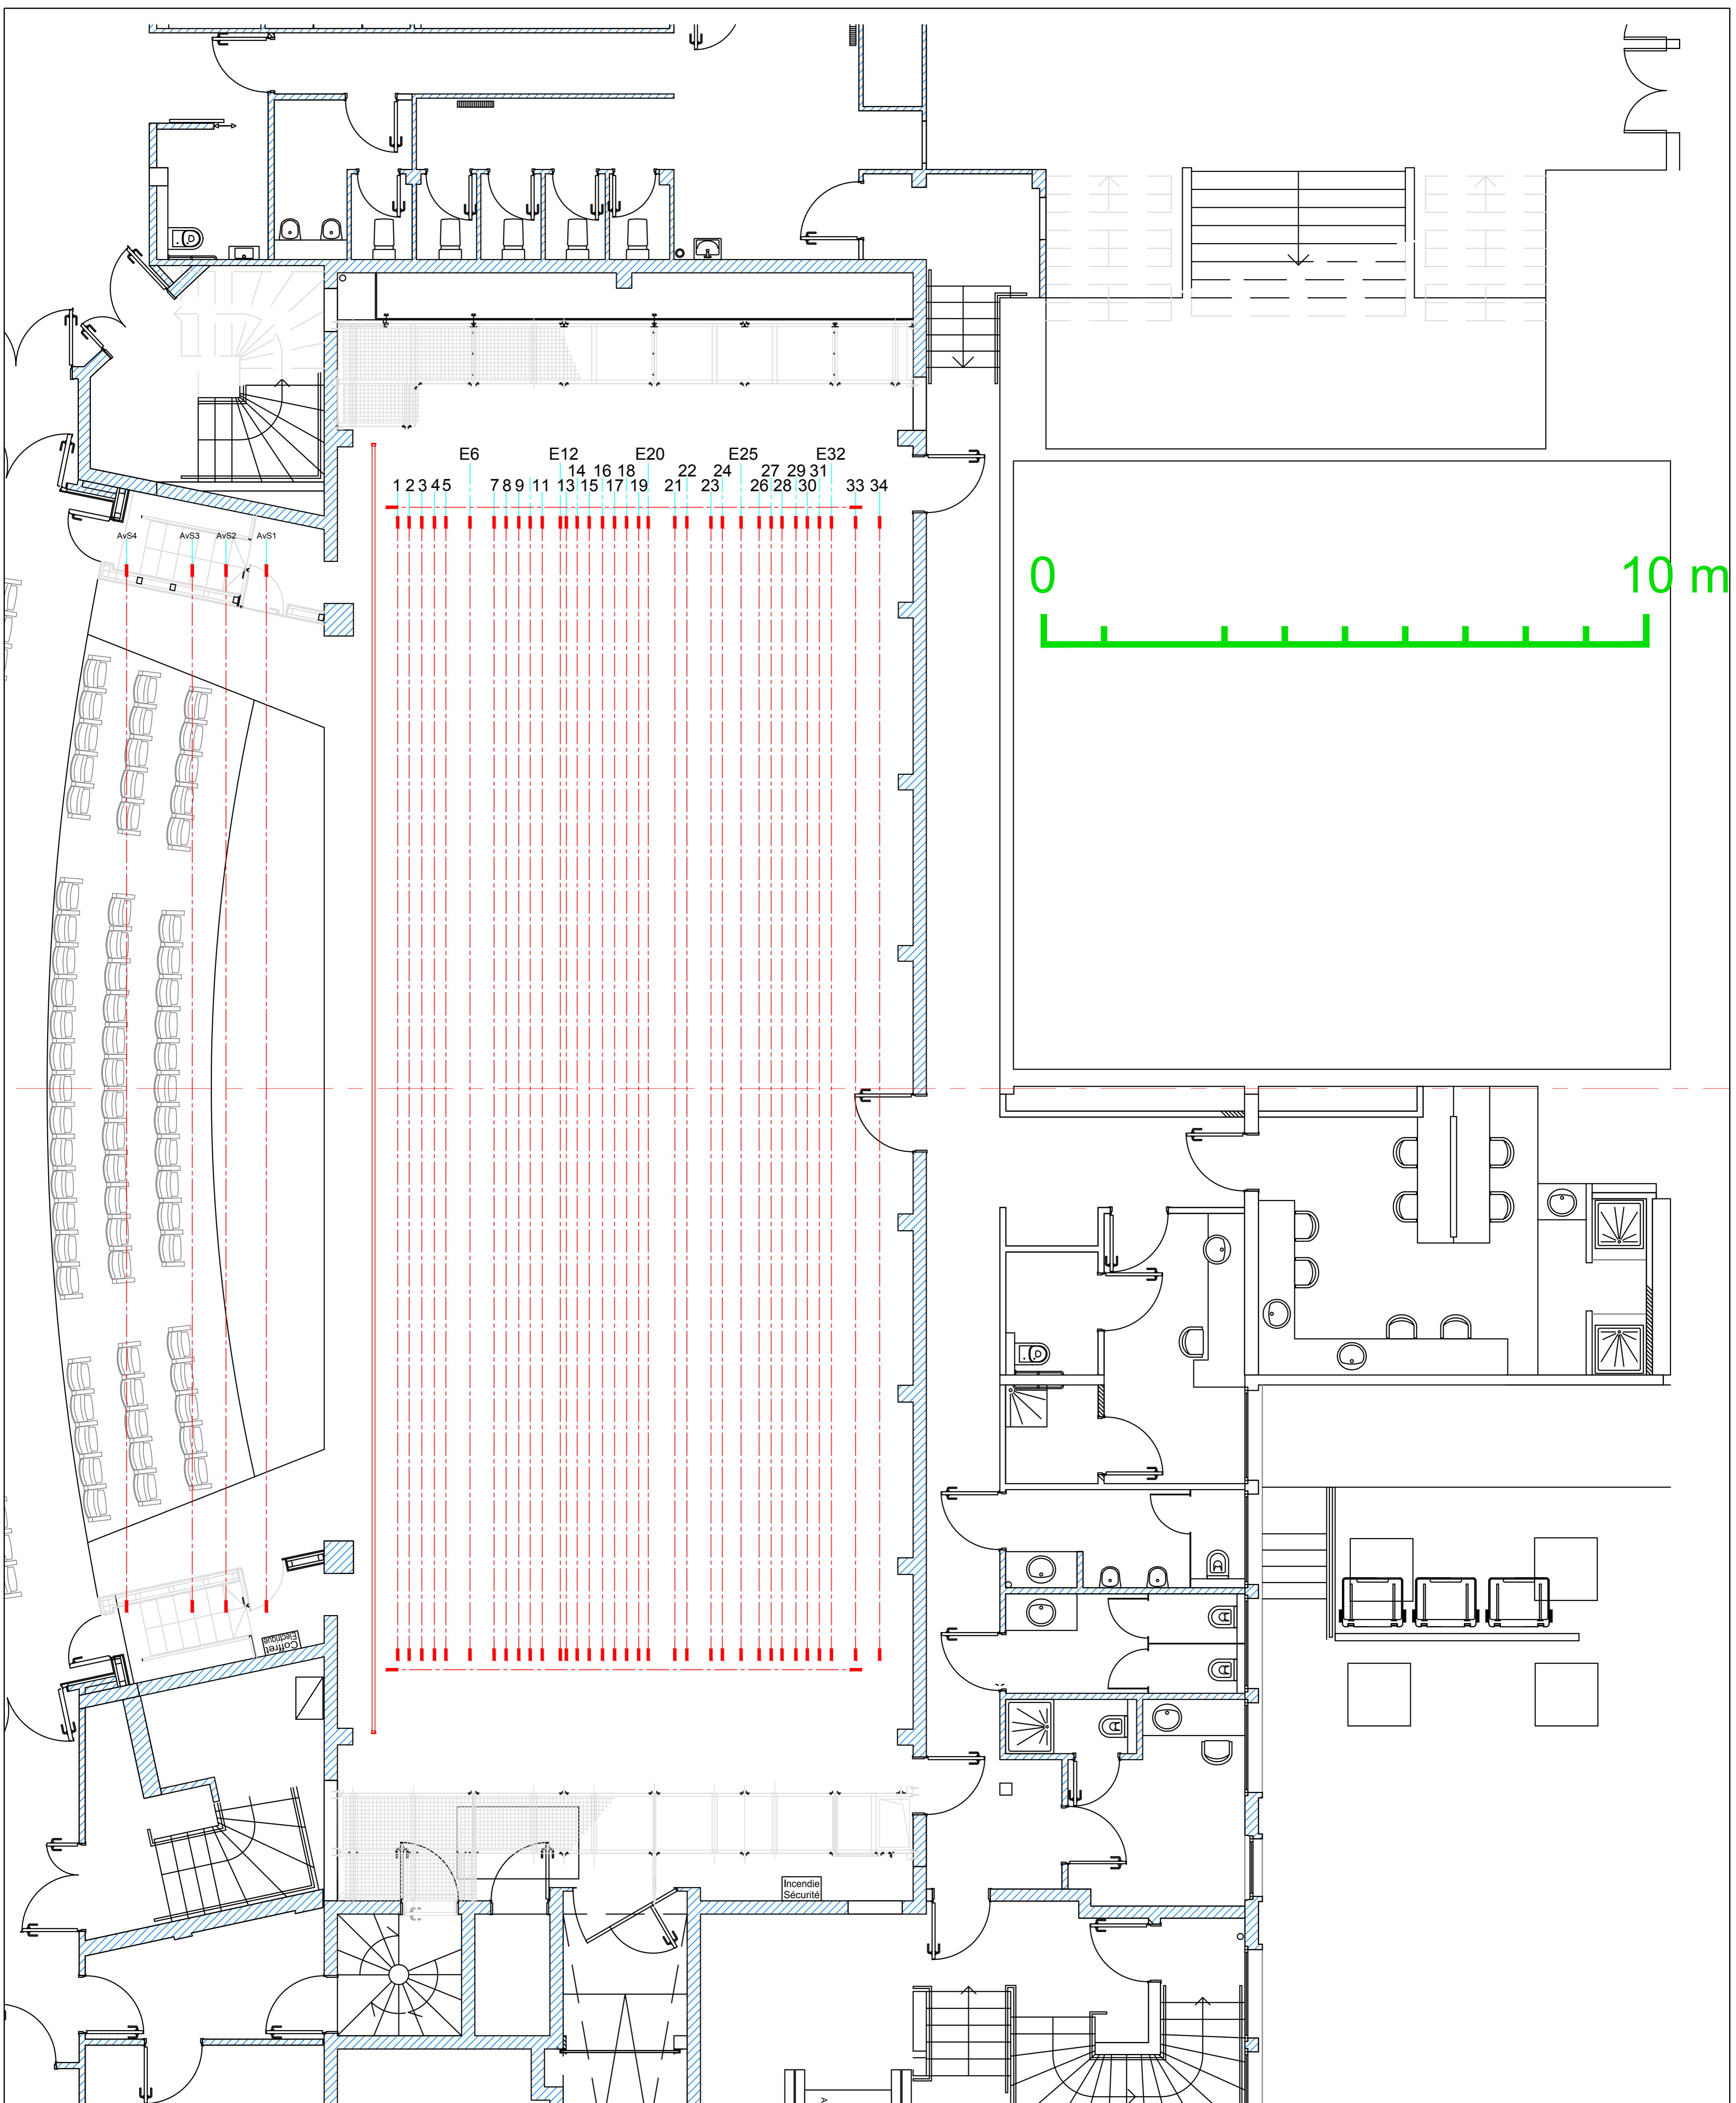 E6 E12 E20 E25 E32
14 16 18 22 24 27 29 31
1 2 3 4 5 7 8 9 11 13 15 17 19 21 23 26 28 30 33 34
AvS4 AvS3 AvS2 AvS1
0 10 m
Coffret
Electrique
Incendie
Sécurité
A